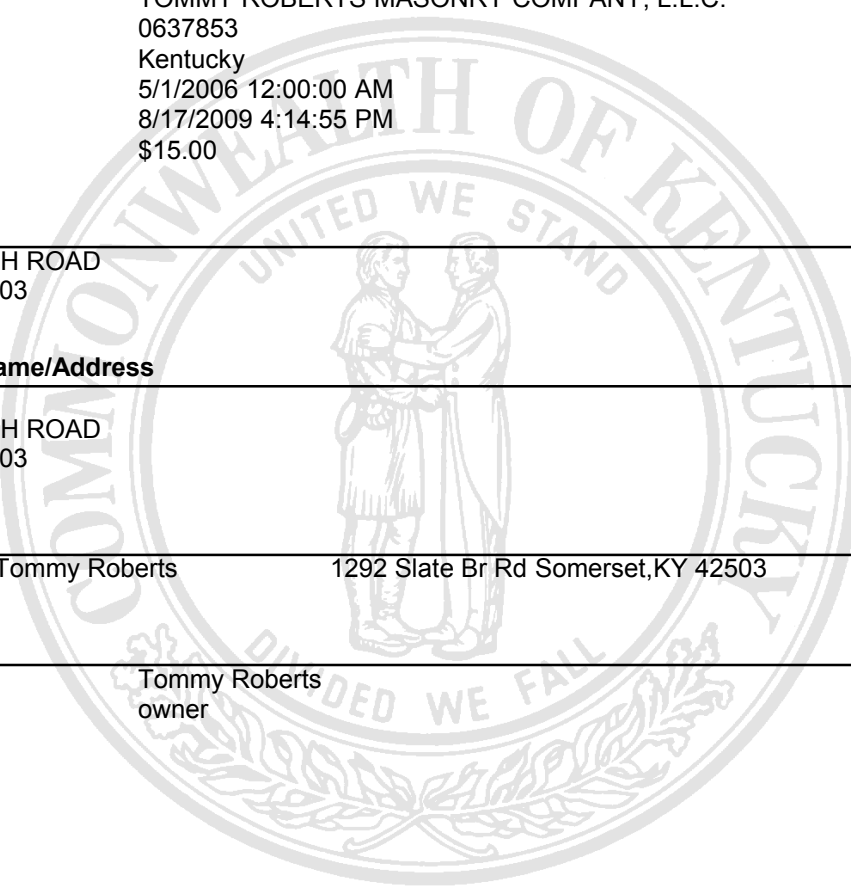 TOMMY ROBERTS MASONRY COMPANY, L.L.C.
0637853
Kentucky
5/1/2006 12:00:00 AM
8/17/2009 4:14:55 PM
$15.00
COMMONWEALTH OF KENTUCKY
UNITED WE STAND
H ROAD
03
ame/Address
H ROAD
03
Tommy Roberts 1292 Slate Br Rd Somerset,KY 42503
DIVIDED WE FALL
Tommy Roberts
owner